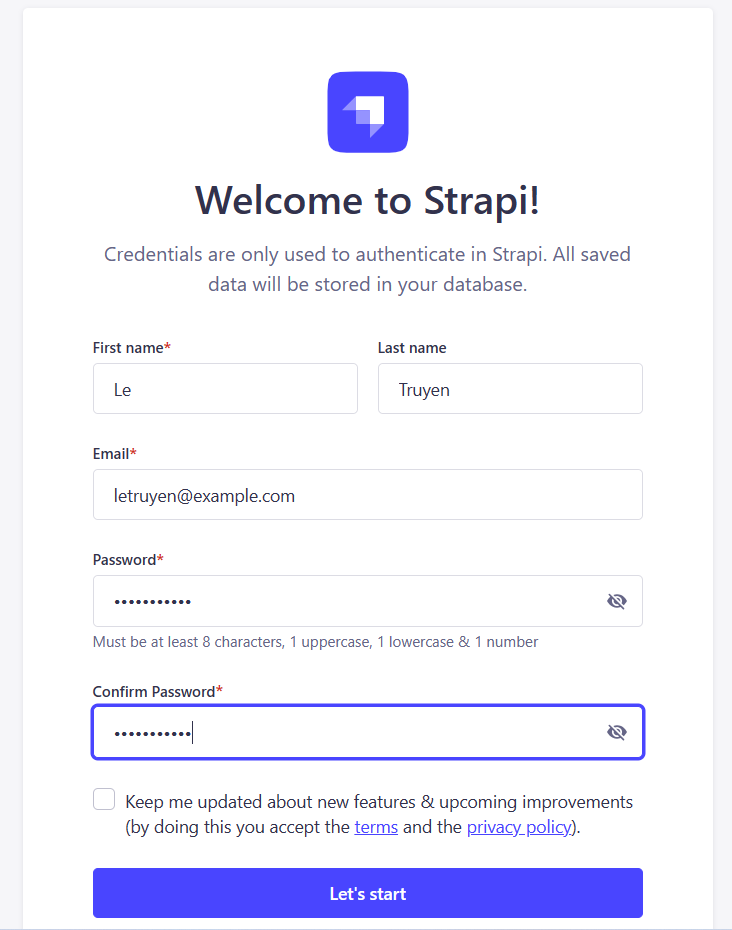 Welcome to Strapi!
Credentials are only used to authenticate in Strapi. All saved
data will be stored in your database.
First name*
Last name
Le
Truyen
Email*
letruyen@example.com
Password*
•••••••••••
Must be at least 8 characters, 1 uppercase, 1 lowercase & 1 number
Confirm Password*
•••••••••••
Keep me updated about new features & upcoming improvements
(by doing this you accept the terms and the privacy policy).
Let's start